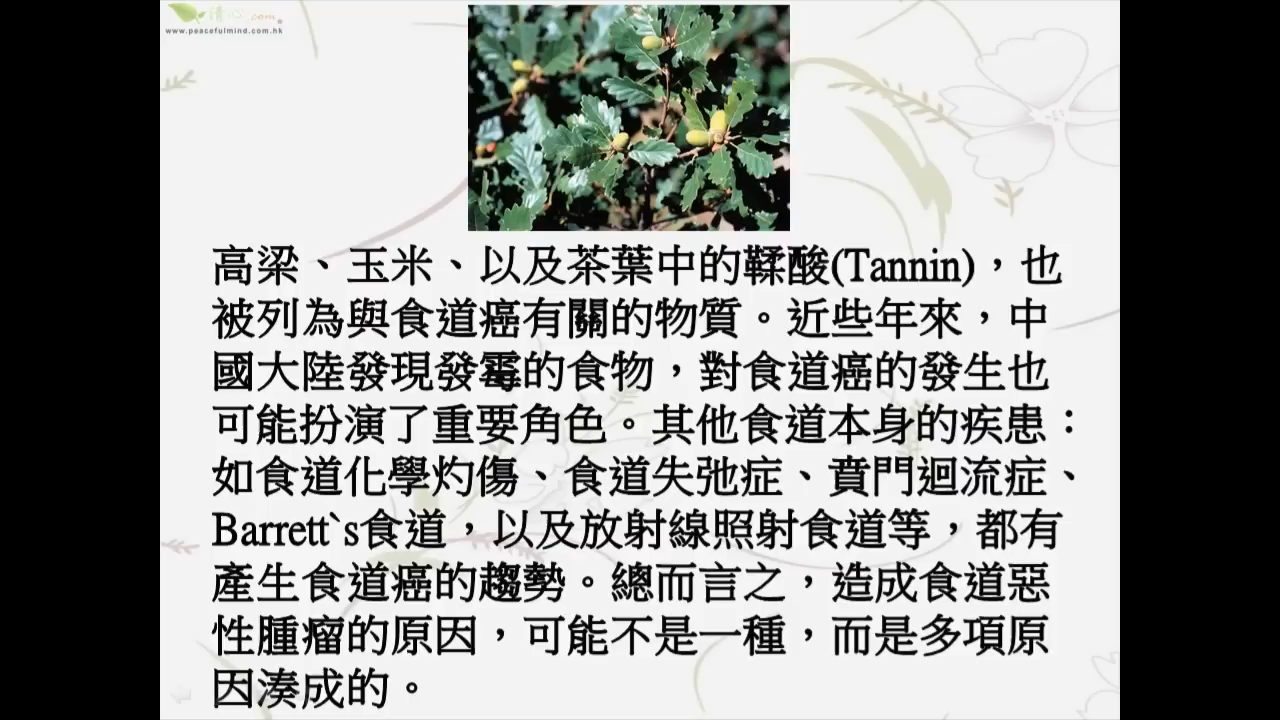 清心.com
www.peacefulmind.com.hk
高梁、玉米、以及茶葉中的鞣酸(Tannin)，也
被列為與食道癌有關的物質。近些年來，中
國大陸發現發霉的食物，對食道癌的發生也
可能扮演了重要角色。其他食道本身的疾患：
如食道化學灼傷、食道失弛症、賁門迴流症、
Barrett`s食道，以及放射線照射食道等，都有
產生食道癌的趨勢。總而言之，造成食道惡
性腫瘤的原因，可能不是一種，而是多項原
因湊成的。